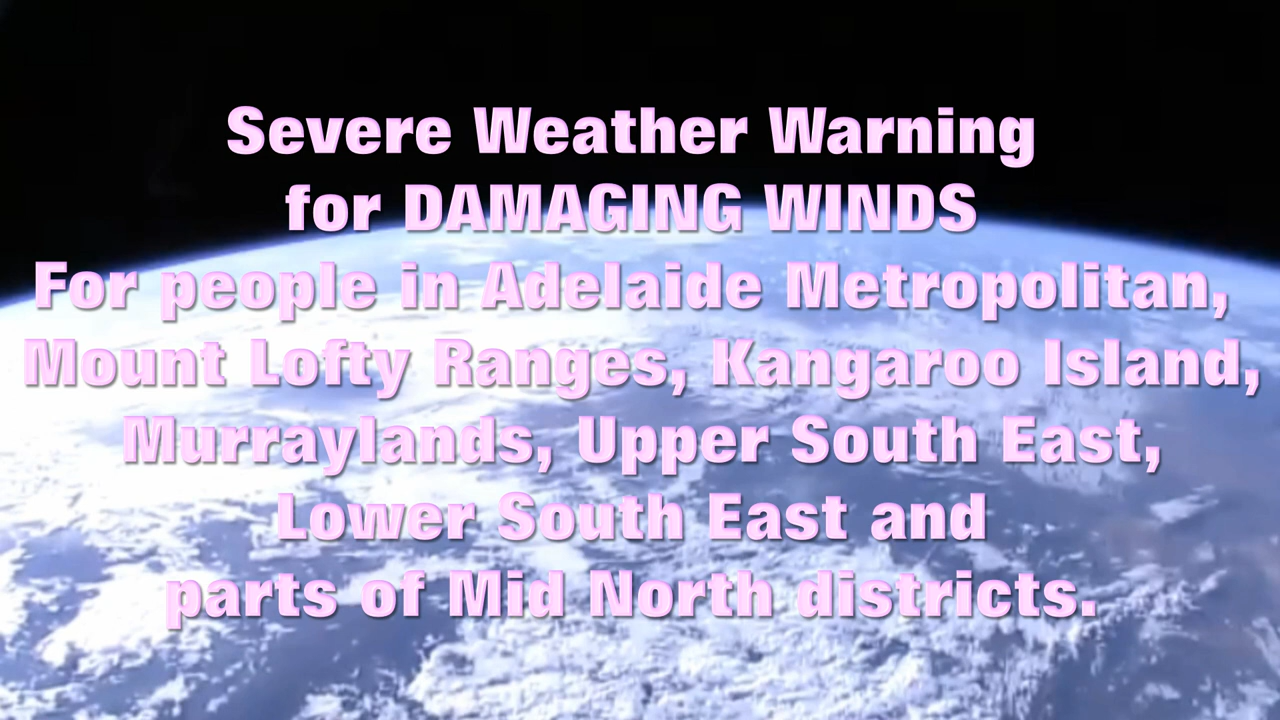 Severe Weather Warning
for DAMAGING WINDS
For people in Adelaide Metropolitan,
Mount Lofty Ranges, Kangaroo Island,
Murraylands, Upper South East,
Lower South East and
parts of Mid North districts.